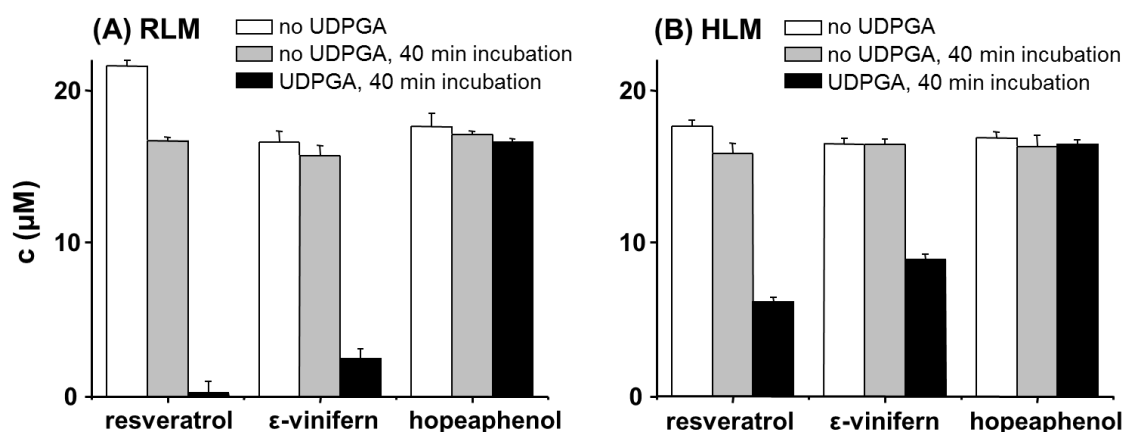 (A) RLM
no UDPGA
no UDPGA, 40 min incubation
UDPGA, 40 min incubation
c (μM)
20
10
0
resveratrol ε-vinifern hopeaphenol
(B) HLM
no UDPGA
no UDPGA, 40 min incubation
UDPGA, 40 min incubation
20
10
0
resveratrol ε-vinifern hopeaphenol